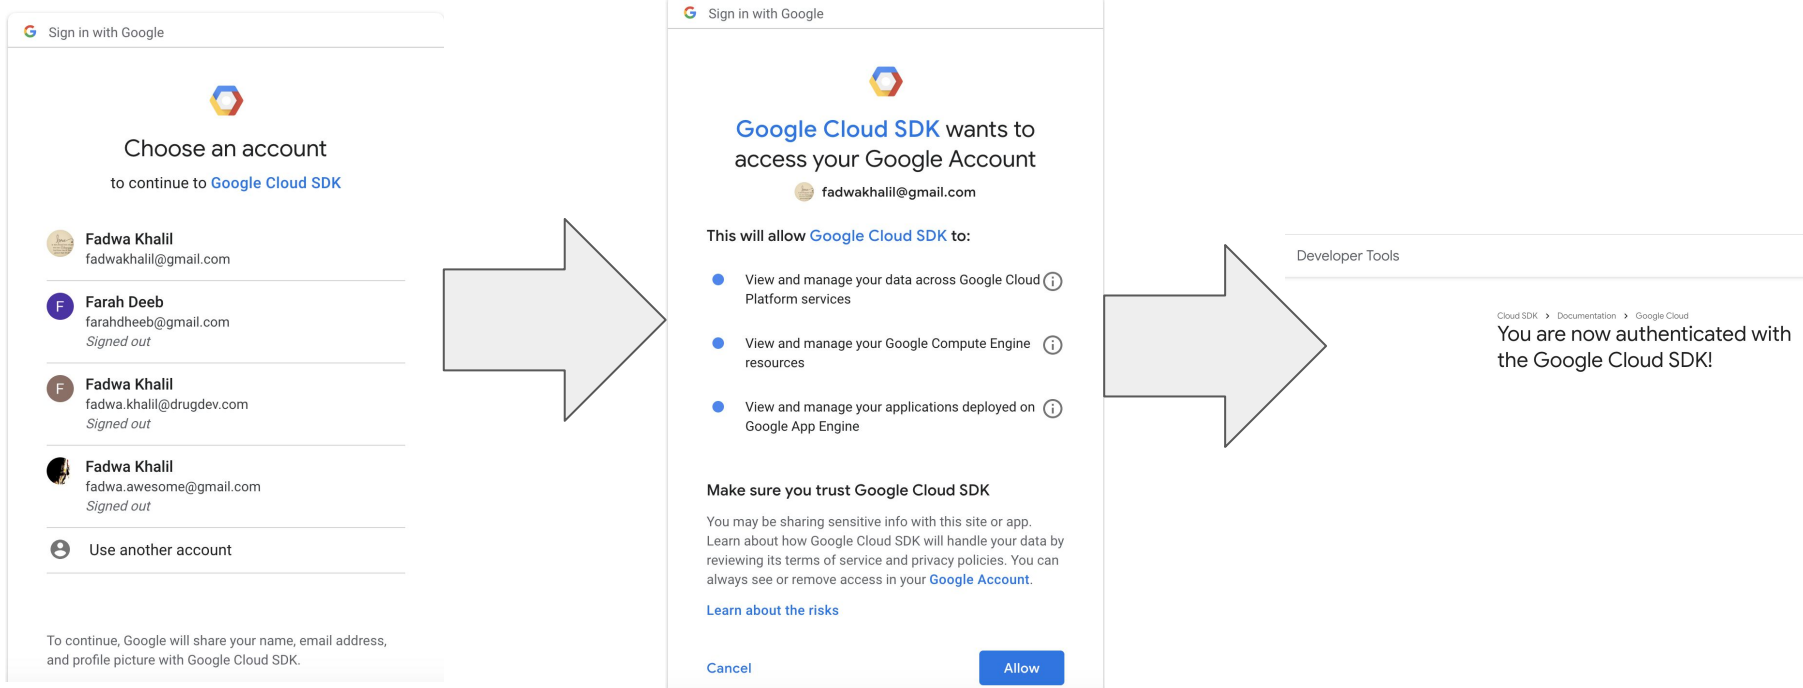 Sign in with Google
Choose an account
to continue to Google Cloud SDK
Fadwa Khalil
fadwakhalil@gmail.com
F
Farah Deeb
farahdheeb@gmail.com
Signed out
F
Fadwa Khalil
fadwa.khalil@drugdev.com
Signed out
Fadwa Khalil
fadwa.awesome@gmail.com
Signed out
Use another account
To continue, Google will share your name, email address,
and profile picture with Google Cloud SDK.
Sign in with Google
Google Cloud SDK wants to
access your Google Account
fadwakhalil@gmail.com
This will allow Google Cloud SDK to:
View and manage your data across Google Cloud
Platform services
View and manage your Google Compute Engine
resources
View and manage your applications deployed on
Google App Engine
Make sure you trust Google Cloud SDK
You may be sharing sensitive info with this site or app.
Learn about how Google Cloud SDK will handle your data by
reviewing its terms of service and privacy policies. You can
always see or remove access in your Google Account.
Learn about the risks
Cancel
Allow
Developer Tools
Cloud SDK > Documentation > Google Cloud
You are now authenticated with
the Google Cloud SDK!